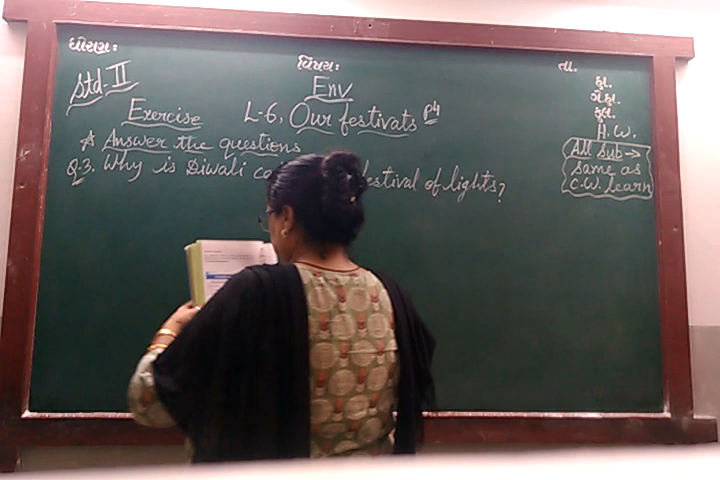 ધોરણઃ
વિષયઃ
તા.
Std-II
Env
હા.
ગે.હા.
કુલ.
Exercise
L-6. Our festivals P4
H.W.
* Answer the questions
All Sub→
Same as
C.W. Learn
Q.3. Why is Diwali festival of lights?